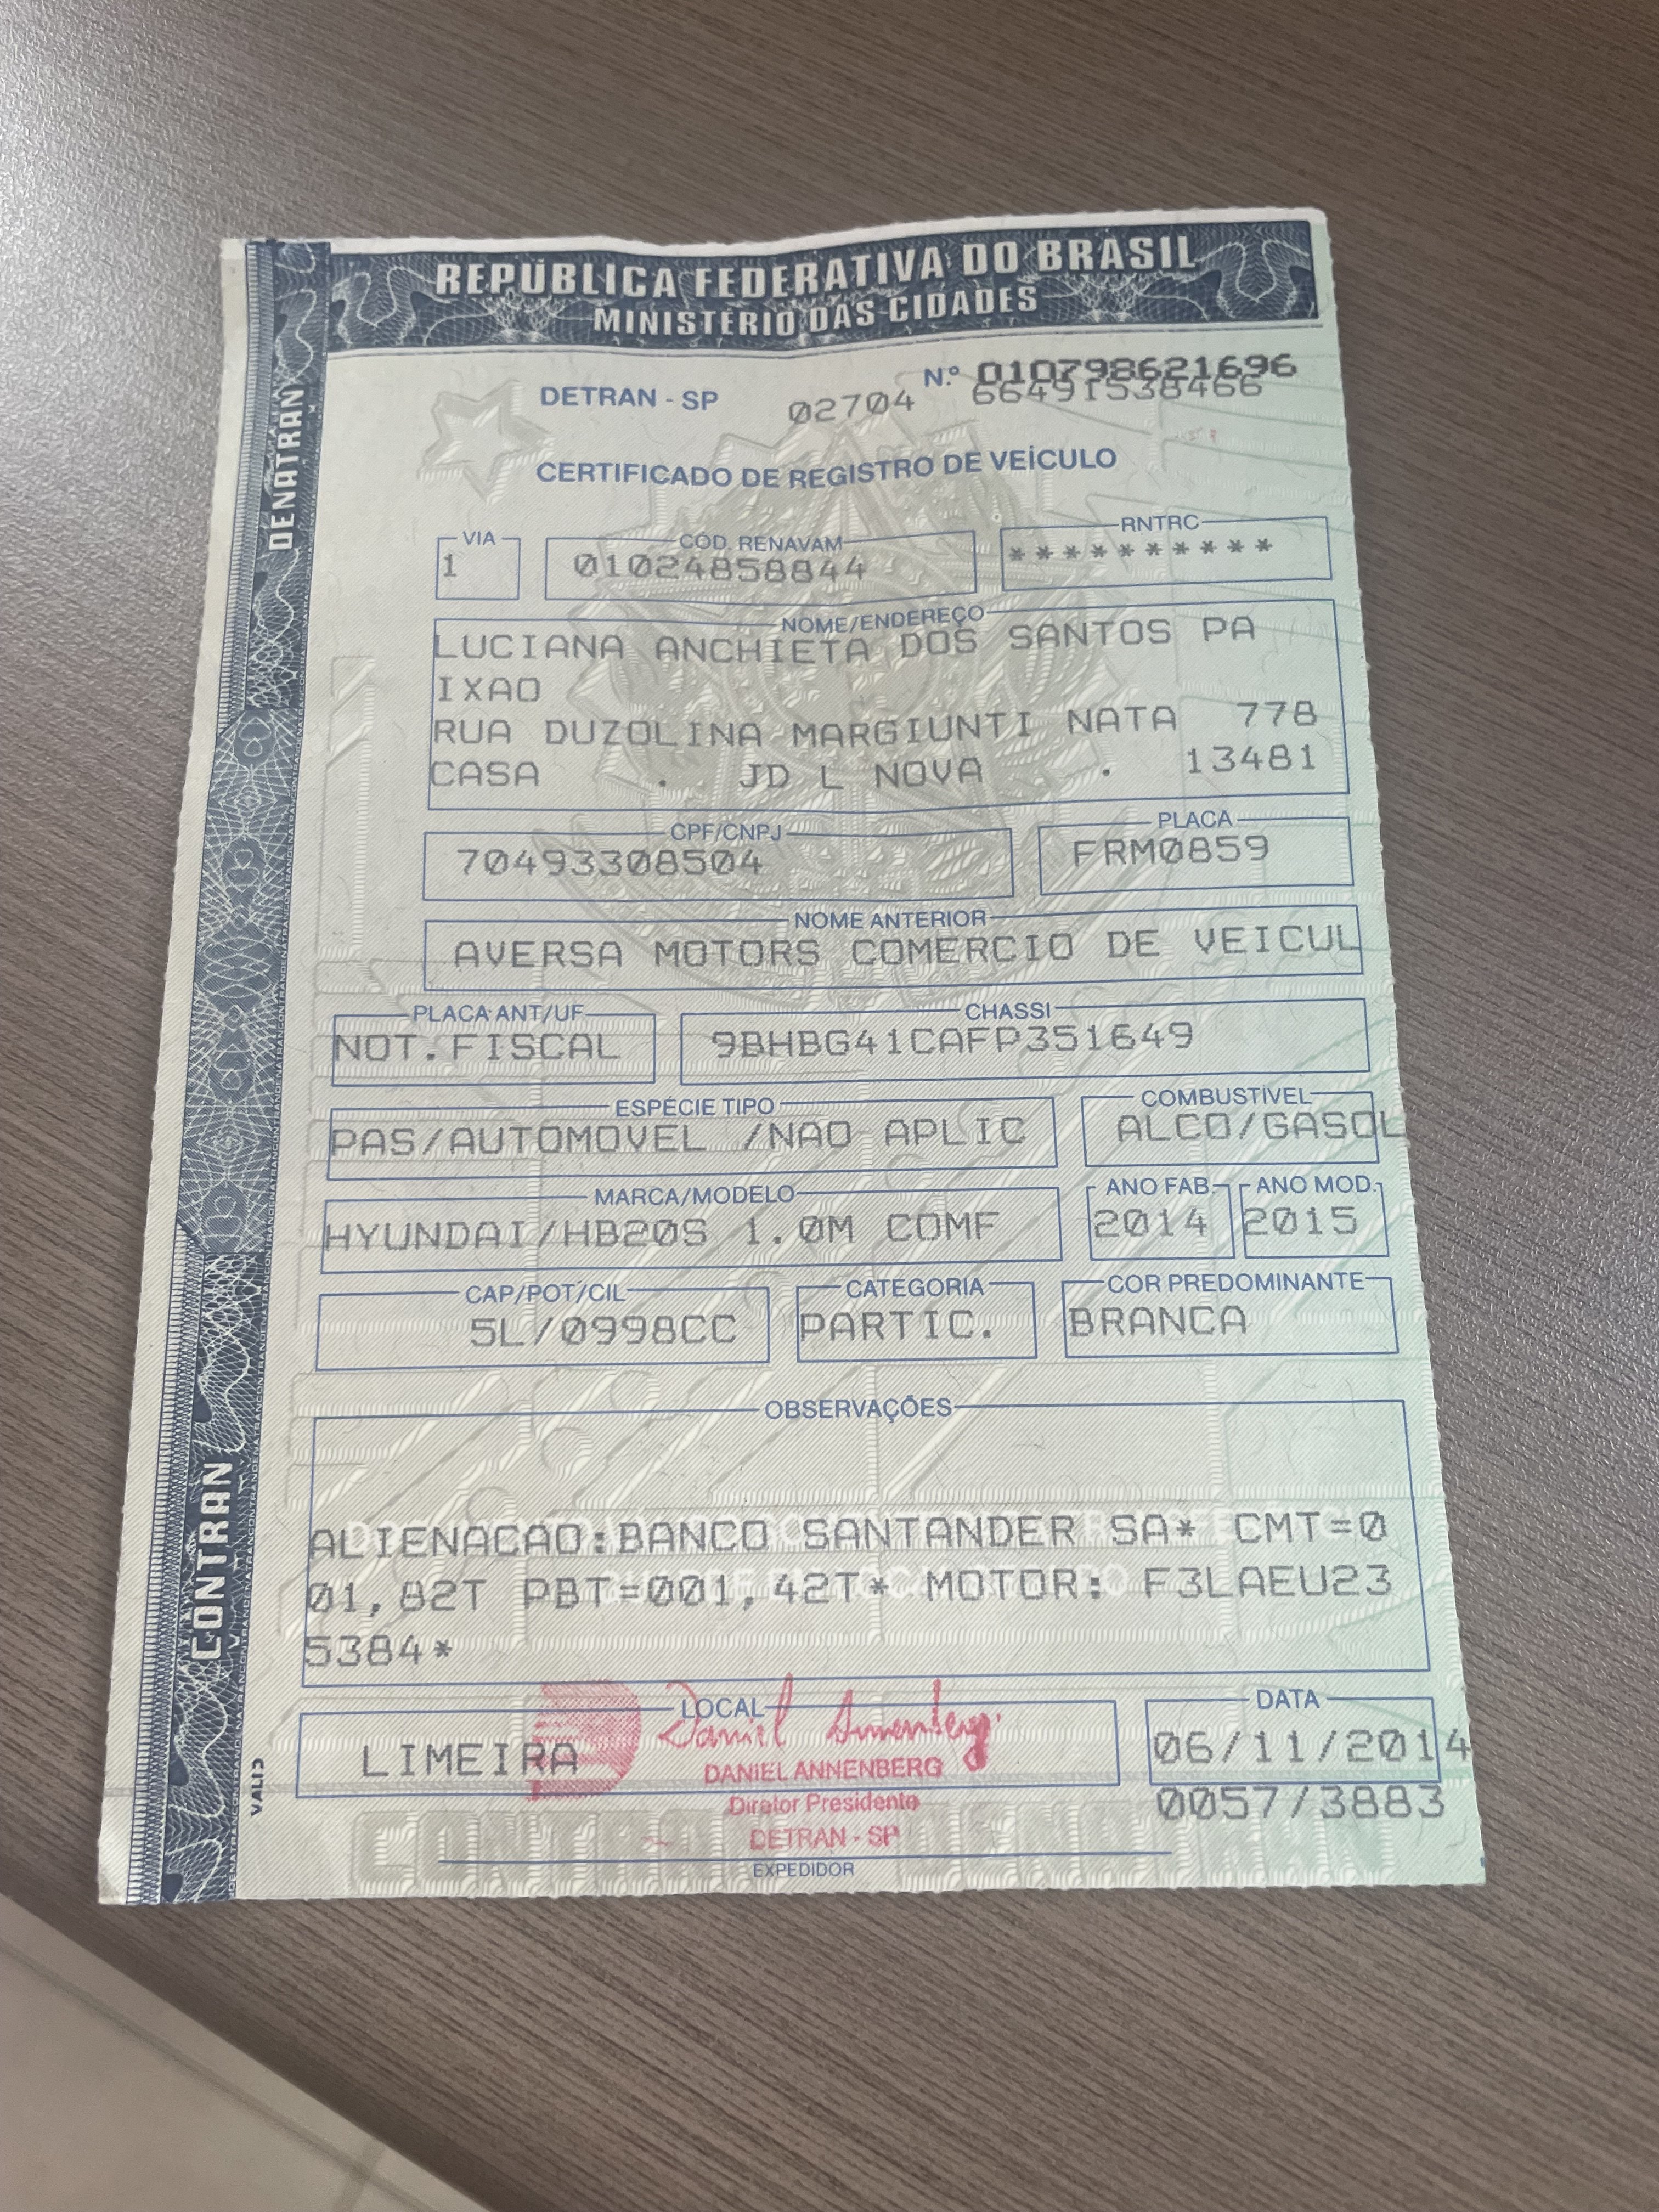 REPÚBLICA FEDERATIVA DO BRASIL
MINISTÉRIO DAS CIDADES
DENATRAN
CONTRAN
DETRAN - SP
02704
N.º 010798621696
66491538466
CERTIFICADO DE REGISTRO DE VEÍCULO
VIA
1
CÓD. RENAVAM
01024858844
RNTRC
**********
NOME/ENDEREÇO
LUCIANA ANCHIETA DOS SANTOS PA
IXAO
RUA DUZOLINA MARGIUNTI NATA 778
CASA . JD L NOVA . 13481
CPF/CNPJ
70493308504
PLACA
FRM0859
NOME ANTERIOR
AVERSA MOTORS COMERCIO DE VEICUL
PLACA ANT/UF
NOT.FISCAL
CHASSI
9BHBG41CAFP351649
ESPÉCIE TIPO
PAS/AUTOMOVEL /NAO APLIC
COMBUSTÍVEL
ALCO/GASOL
MARCA/MODELO
HYUNDAI/HB20S 1.0M COMF
ANO FAB.
2014
ANO MOD.
2015
CAP/POT/CIL
5L/0998CC
CATEGORIA
PARTIC.
COR PREDOMINANTE
BRANCA
OBSERVAÇÕES
ALIENACAO:BANCO SANTANDER SA* CMT=0
01,82T PBT=001,42T* MOTOR: F3LAEU23
5384*
LOCAL
LIMEIRA
Daniel Annenberg
DANIEL ANNENBERG
Diretor Presidente
DETRAN - SP
EXPEDIDOR
DATA
06/11/2014
0057/3883